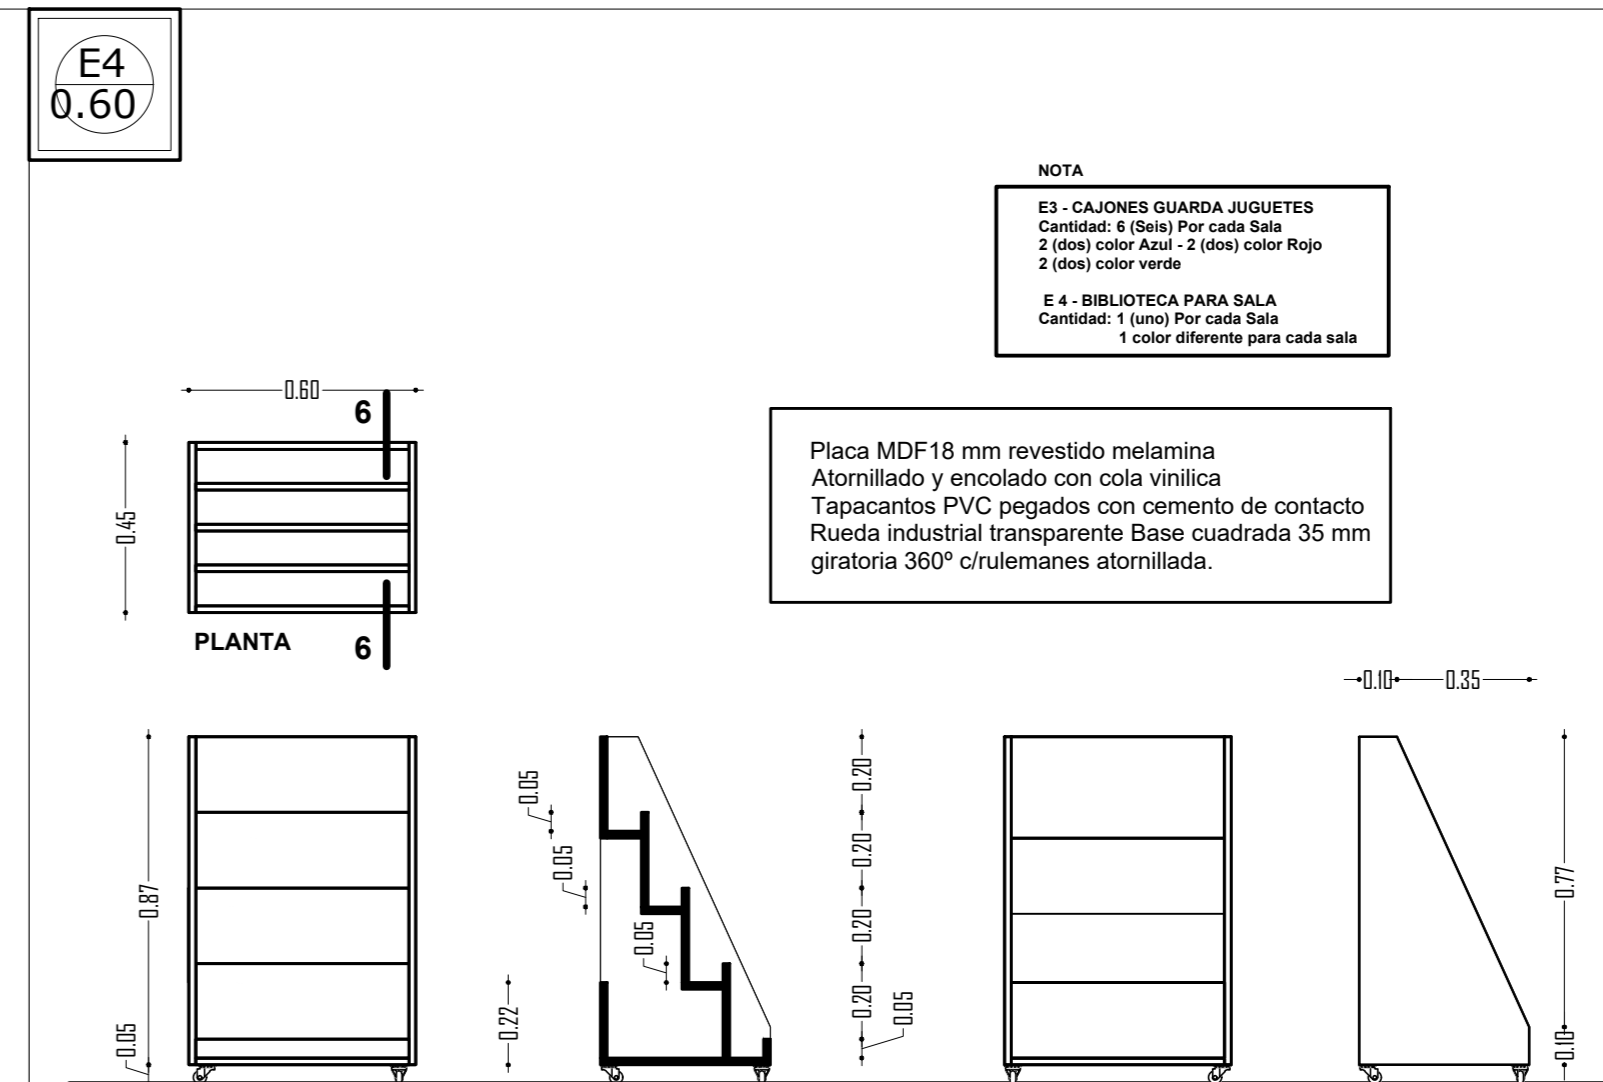 E4
0.60
NOTA
E3 - CAJONES GUARDA JUGUETES
Cantidad: 6 (Seis) Por cada Sala
2 (dos) color Azul - 2 (dos) color Rojo
2 (dos) color verde
E 4 - BIBLIOTECA PARA SALA
Cantidad: 1 (uno) Por cada Sala
1 color diferente para cada sala
0.60
6
0.45
PLANTA
6
Placa MDF18 mm revestido melamina
Atornillado y encolado con cola vinilica
Tapacantos PVC pegados con cemento de contacto
Rueda industrial transparente Base cuadrada 35 mm
giratoria 360º c/rulemanes atornillada.
0.87
0.05
0.05
0.05
0.05
0.22
0.20
0.20
0.20
0.20
0.05
0.10
0.35
0.77
0.10